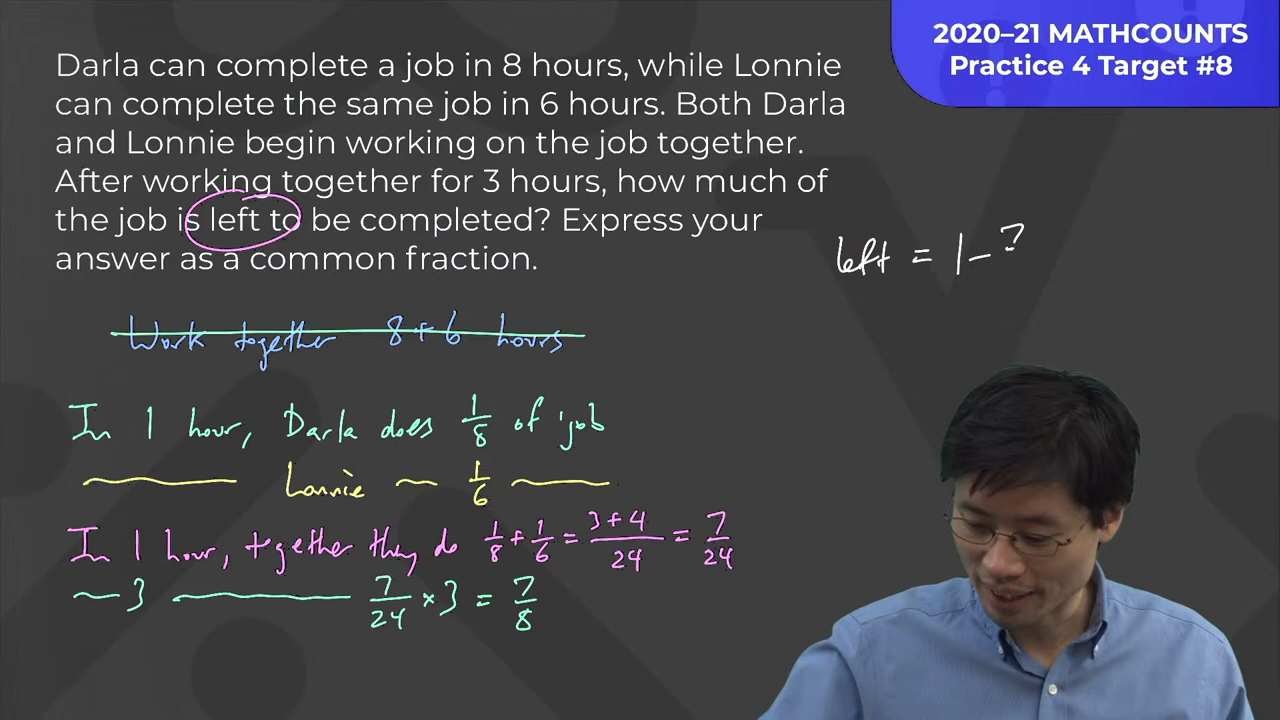 2020–21 MATHCOUNTS
Practice 4 Target #8
Darla can complete a job in 8 hours, while Lonnie
can complete the same job in 6 hours. Both Darla
and Lonnie begin working on the job together.
After working together for 3 hours, how much of
the job is left to be completed? Express your
answer as a common fraction.
left = 1 – ?
Work together 8+6 hours
In 1 hour, Darla does 1/8 of job
Lonnie 1/6
In 1 hour, together they do 1/8 + 1/6 = 3+4/24 = 7/24
3 7/24 × 3 = 7/8